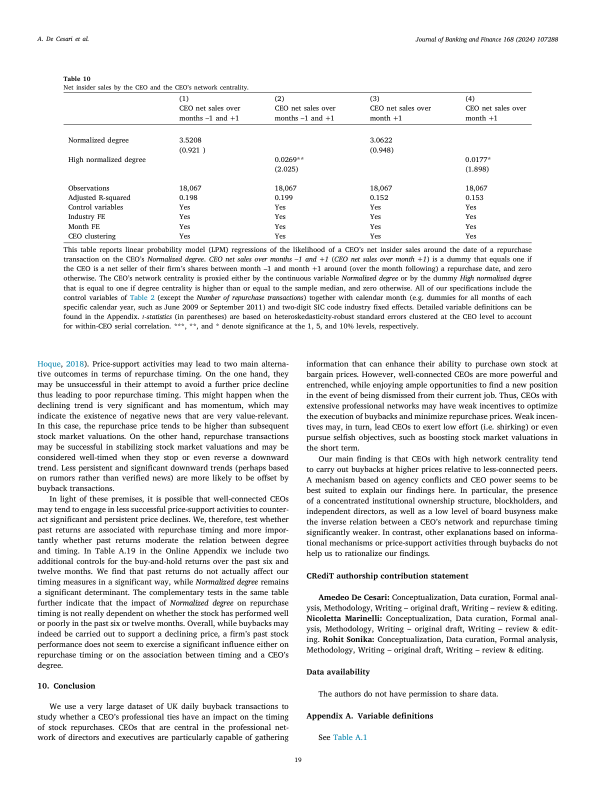 A. De Cesari et al.
Journal of Banking and Finance 168 (2024) 107288
Table 10
Net insider sales by the CEO and the CEO's network centrality.
(1) (2) (3) (4)
CEO net sales over CEO net sales over CEO net sales over CEO net sales over
months –1 and +1 months –1 and +1 month +1 month +1
Normalized degree 3.5208 3.0622
(0.921 ) (0.948)
High normalized degree 0.0269** 0.0177*
(2.025) (1.898)
Observations 18,067 18,067 18,067 18,067
Adjusted R-squared 0.198 0.199 0.152 0.153
Control variables Yes Yes Yes Yes
Industry FE Yes Yes Yes Yes
Month FE Yes Yes Yes Yes
CEO clustering Yes Yes Yes Yes
This table reports linear probability model (LPM) regressions of the likelihood of a CEO's net insider sales around the date of a repurchase
transaction on the CEO's Normalized degree. CEO net sales over months –1 and +1 (CEO net sales over month +1) is a dummy that equals one if
the CEO is a net seller of their firm's shares between month –1 and month +1 around (over the month following) a repurchase date, and zero
otherwise. The CEO's network centrality is proxied either by the continuous variable Normalized degree or by the dummy High normalized degree
that is equal to one if degree centrality is higher than or equal to the sample median, and zero otherwise. All of our specifications include the
control variables of Table 2 (except the Number of repurchase transactions) together with calendar month (e.g. dummies for all months of each
specific calendar year, such as June 2009 or September 2011) and two-digit SIC code industry fixed effects. Detailed variable definitions can be
found in the Appendix. t-statistics (in parentheses) are based on heteroskedasticity-robust standard errors clustered at the CEO level to account
for within-CEO serial correlation. ***, **, and * denote significance at the 1, 5, and 10% levels, respectively.
Hoque, 2018). Price-support activities may lead to two main alterna-
tive outcomes in terms of repurchase timing. On the one hand, they
may be unsuccessful in their attempt to avoid a further price decline
thus leading to poor repurchase timing. This might happen when the
declining trend is very significant and has momentum, which may
indicate the existence of negative news that are very value-relevant.
In this case, the repurchase price tends to be higher than subsequent
stock market valuations. On the other hand, repurchase transactions
may be successful in stabilizing stock market valuations and may be
considered well-timed when they stop or even reverse a downward
trend. Less persistent and significant downward trends (perhaps based
on rumors rather than verified news) are more likely to be offset by
buyback transactions.
In light of these premises, it is possible that well-connected CEOs
may tend to engage in less successful price-support activities to counter-
act significant and persistent price declines. We, therefore, test whether
past returns are associated with repurchase timing and more impor-
tantly whether past returns moderate the relation between degree
and timing. In Table A.19 in the Online Appendix we include two
additional controls for the buy-and-hold returns over the past six and
twelve months. We find that past returns do not actually affect our
timing measures in a significant way, while Normalized degree remains
a significant determinant. The complementary tests in the same table
further indicate that the impact of Normalized degree on repurchase
timing is not really dependent on whether the stock has performed well
or poorly in the past six or twelve months. Overall, while buybacks may
indeed be carried out to support a declining price, a firm's past stock
performance does not seem to exercise a significant influence either on
repurchase timing or on the association between timing and a CEO's
degree.
10. Conclusion
We use a very large dataset of UK daily buyback transactions to
study whether a CEO's professional ties have an impact on the timing
of stock repurchases. CEOs that are central in the professional net-
work of directors and executives are particularly capable of gathering
information that can enhance their ability to purchase own stock at
bargain prices. However, well-connected CEOs are more powerful and
entrenched, while enjoying ample opportunities to find a new position
in the event of being dismissed from their current job. Thus, CEOs with
extensive professional networks may have weak incentives to optimize
the execution of buybacks and minimize repurchase prices. Weak incen-
tives may, in turn, lead CEOs to exert low effort (i.e. shirking) or even
pursue selfish objectives, such as boosting stock market valuations in
the short term.
Our main finding is that CEOs with high network centrality tend
to carry out buybacks at higher prices relative to less-connected peers.
A mechanism based on agency conflicts and CEO power seems to be
best suited to explain our findings here. In particular, the presence
of a concentrated institutional ownership structure, blockholders, and
independent directors, as well as a low level of board busyness make
the inverse relation between a CEO's network and repurchase timing
significantly weaker. In contrast, other explanations based on informa-
tional mechanisms or price-support activities through buybacks do not
help us to rationalize our findings.
CRediT authorship contribution statement
Amedeo De Cesari: Conceptualization, Data curation, Formal anal-
ysis, Methodology, Writing – original draft, Writing – review & editing.
Nicoletta Marinelli: Conceptualization, Data curation, Formal anal-
ysis, Methodology, Writing – original draft, Writing – review & edit-
ing. Rohit Sonika: Conceptualization, Data curation, Formal analysis,
Methodology, Writing – original draft, Writing – review & editing.
Data availability
The authors do not have permission to share data.
Appendix A. Variable definitions
See Table A.1
19